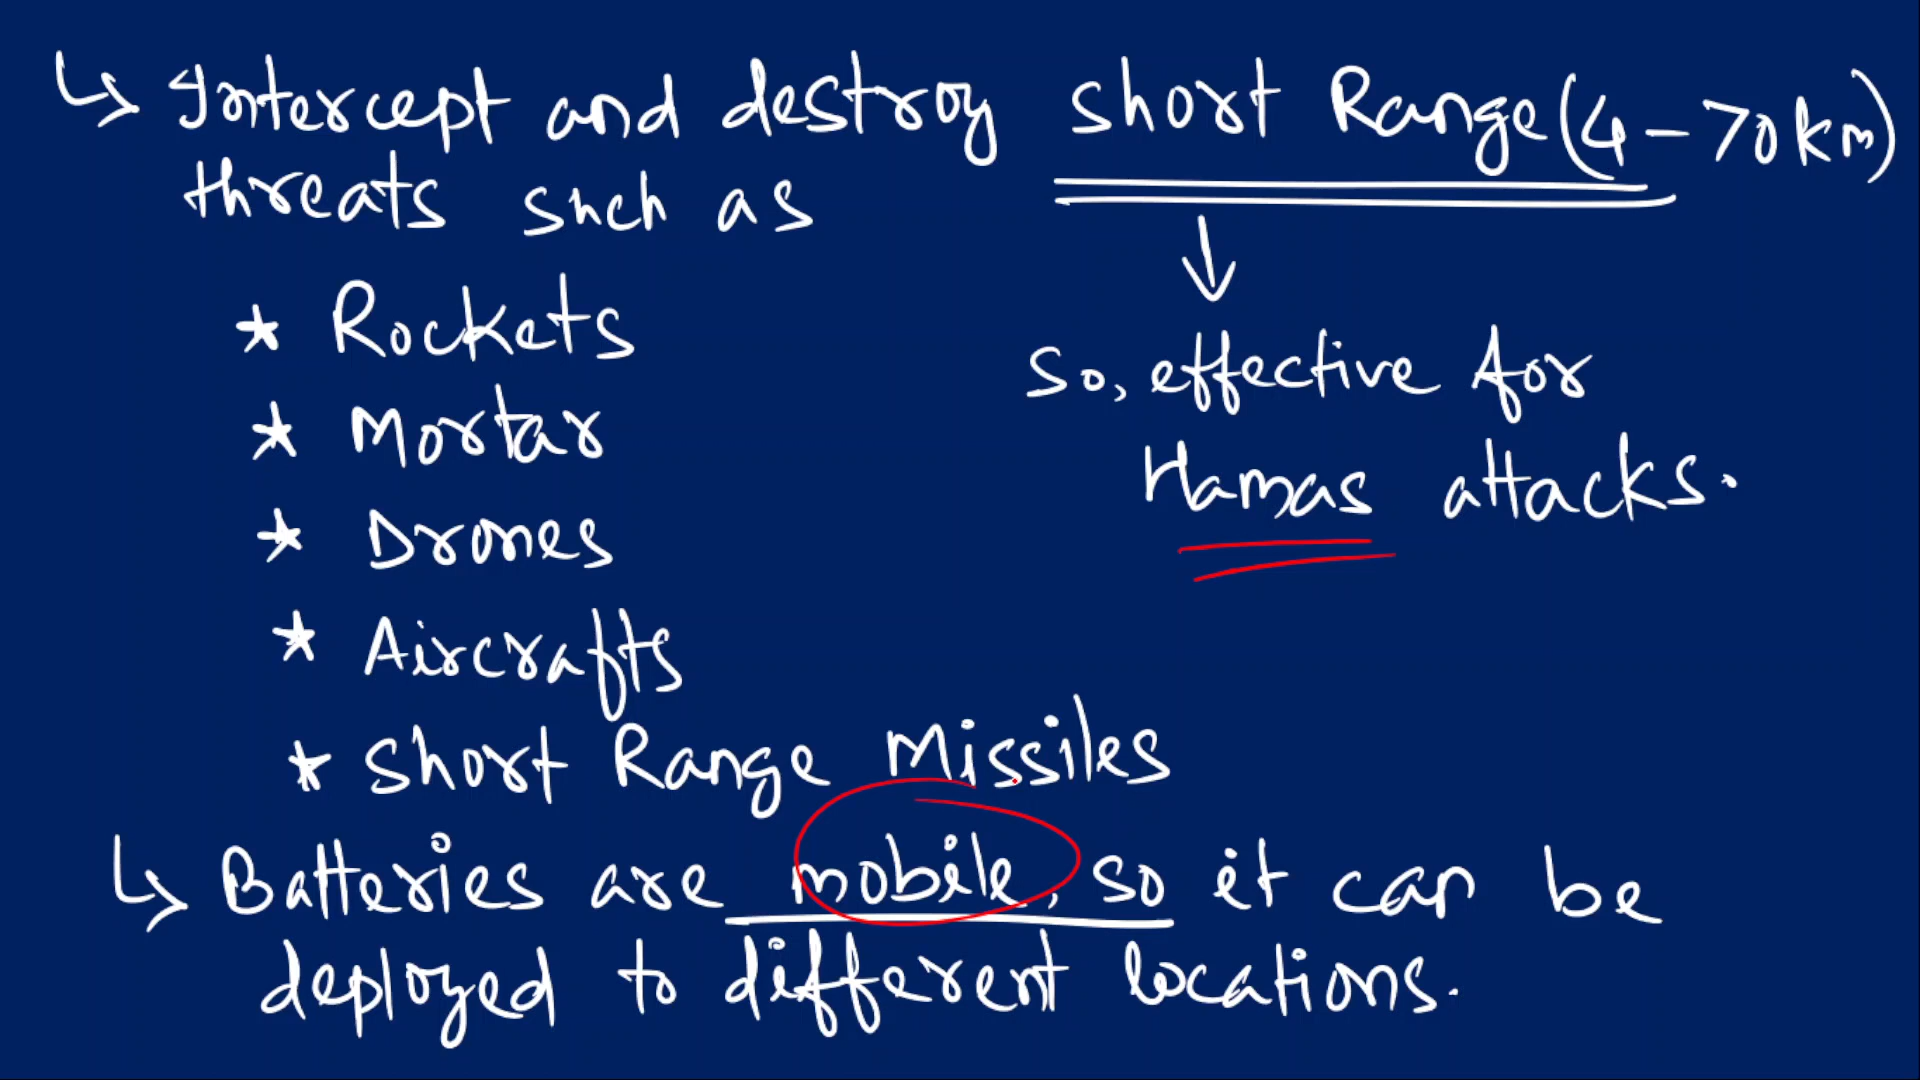 ↳ Intercept and destroy short Range (4-70km)
threats such as
* Rockets
so, effective for
* Mortar
Hamas attacks.
* Drones
* Aircrafts
* Short Range Missiles
↳ Batteries are mobile, so it can be
deployed to different locations.